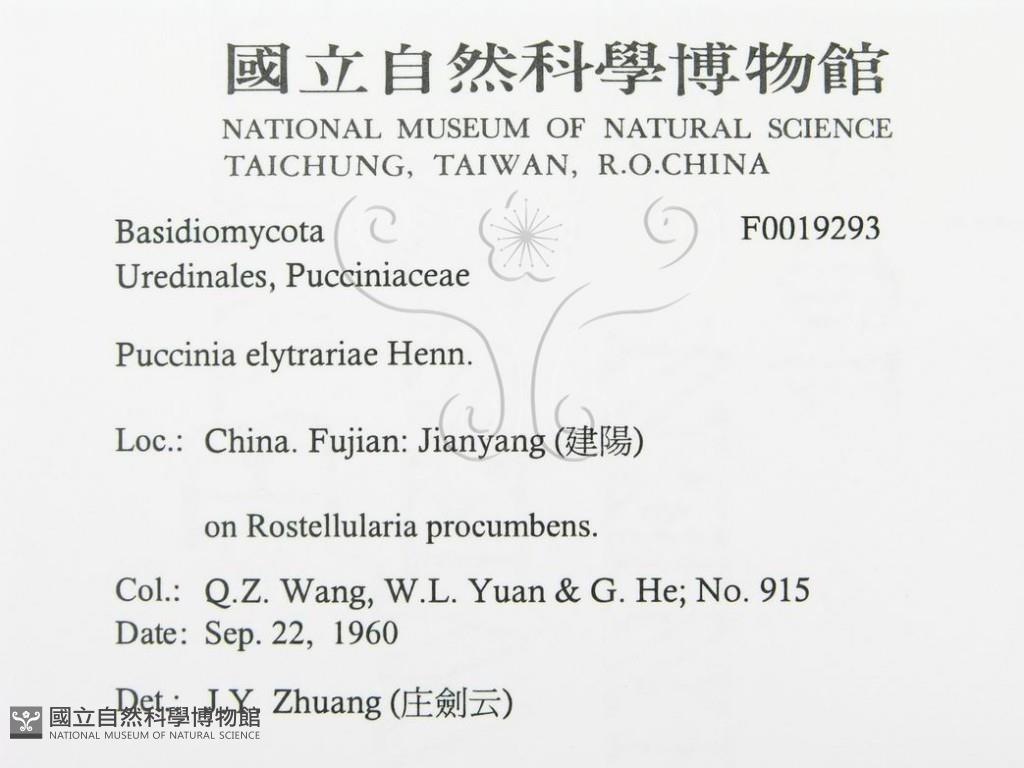 國立自然科學博物館
NATIONAL MUSEUM OF NATURAL SCIENCE
TAICHUNG, TAIWAN, R.O.CHINA
Basidiomycota F0019293
Uredinales, Pucciniaceae
Puccinia elytrariae Henn.
Loc.: China. Fujian: Jianyang (建陽)
on Rostellularia procumbens.
Col.: Q.Z. Wang, W.L. Yuan & G. He; No. 915
Date: Sep. 22, 1960
Det.: J.Y. Zhuang (庄劍云)
國立自然科學博物館
NATIONAL MUSEUM OF NATURAL SCIENCE